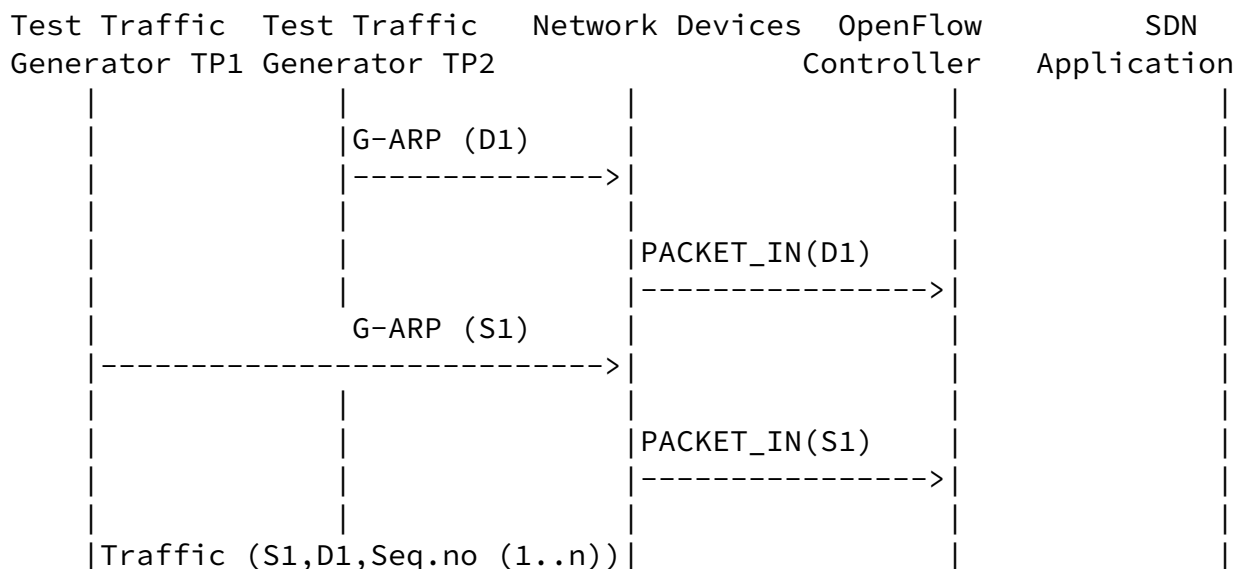 Test Traffic  Test Traffic   Network Devices  OpenFlow         SDN
Generator TP1 Generator TP2                 Controller   Application
G-ARP (D1)
PACKET_IN(D1)
G-ARP (S1)
PACKET_IN(S1)
Traffic (S1,D1,Seq.no (1..n))